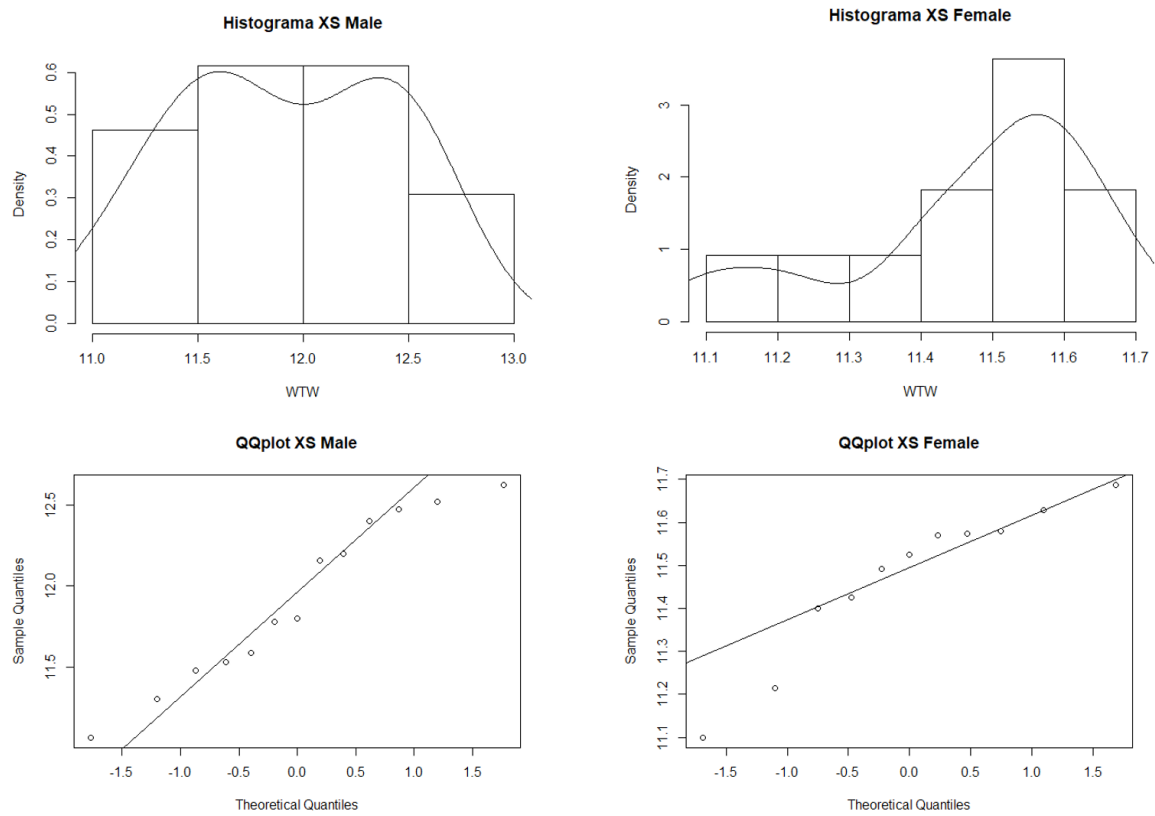 Histograma XS Male
Density
0.0 0.1 0.2 0.3 0.4 0.5 0.6
11.0 11.5 12.0 12.5 13.0
WTW
Histograma XS Female
Density
0 1 2 3
11.1 11.2 11.3 11.4 11.5 11.6 11.7
WTW
QQplot XS Male
Sample Quantiles
11.5 12.0 12.5
-1.5 -1.0 -0.5 0.0 0.5 1.0 1.5
Theoretical Quantiles
QQplot XS Female
Sample Quantiles
11.1 11.2 11.3 11.4 11.5 11.6 11.7
-1.5 -1.0 -0.5 0.0 0.5 1.0 1.5
Theoretical Quantiles